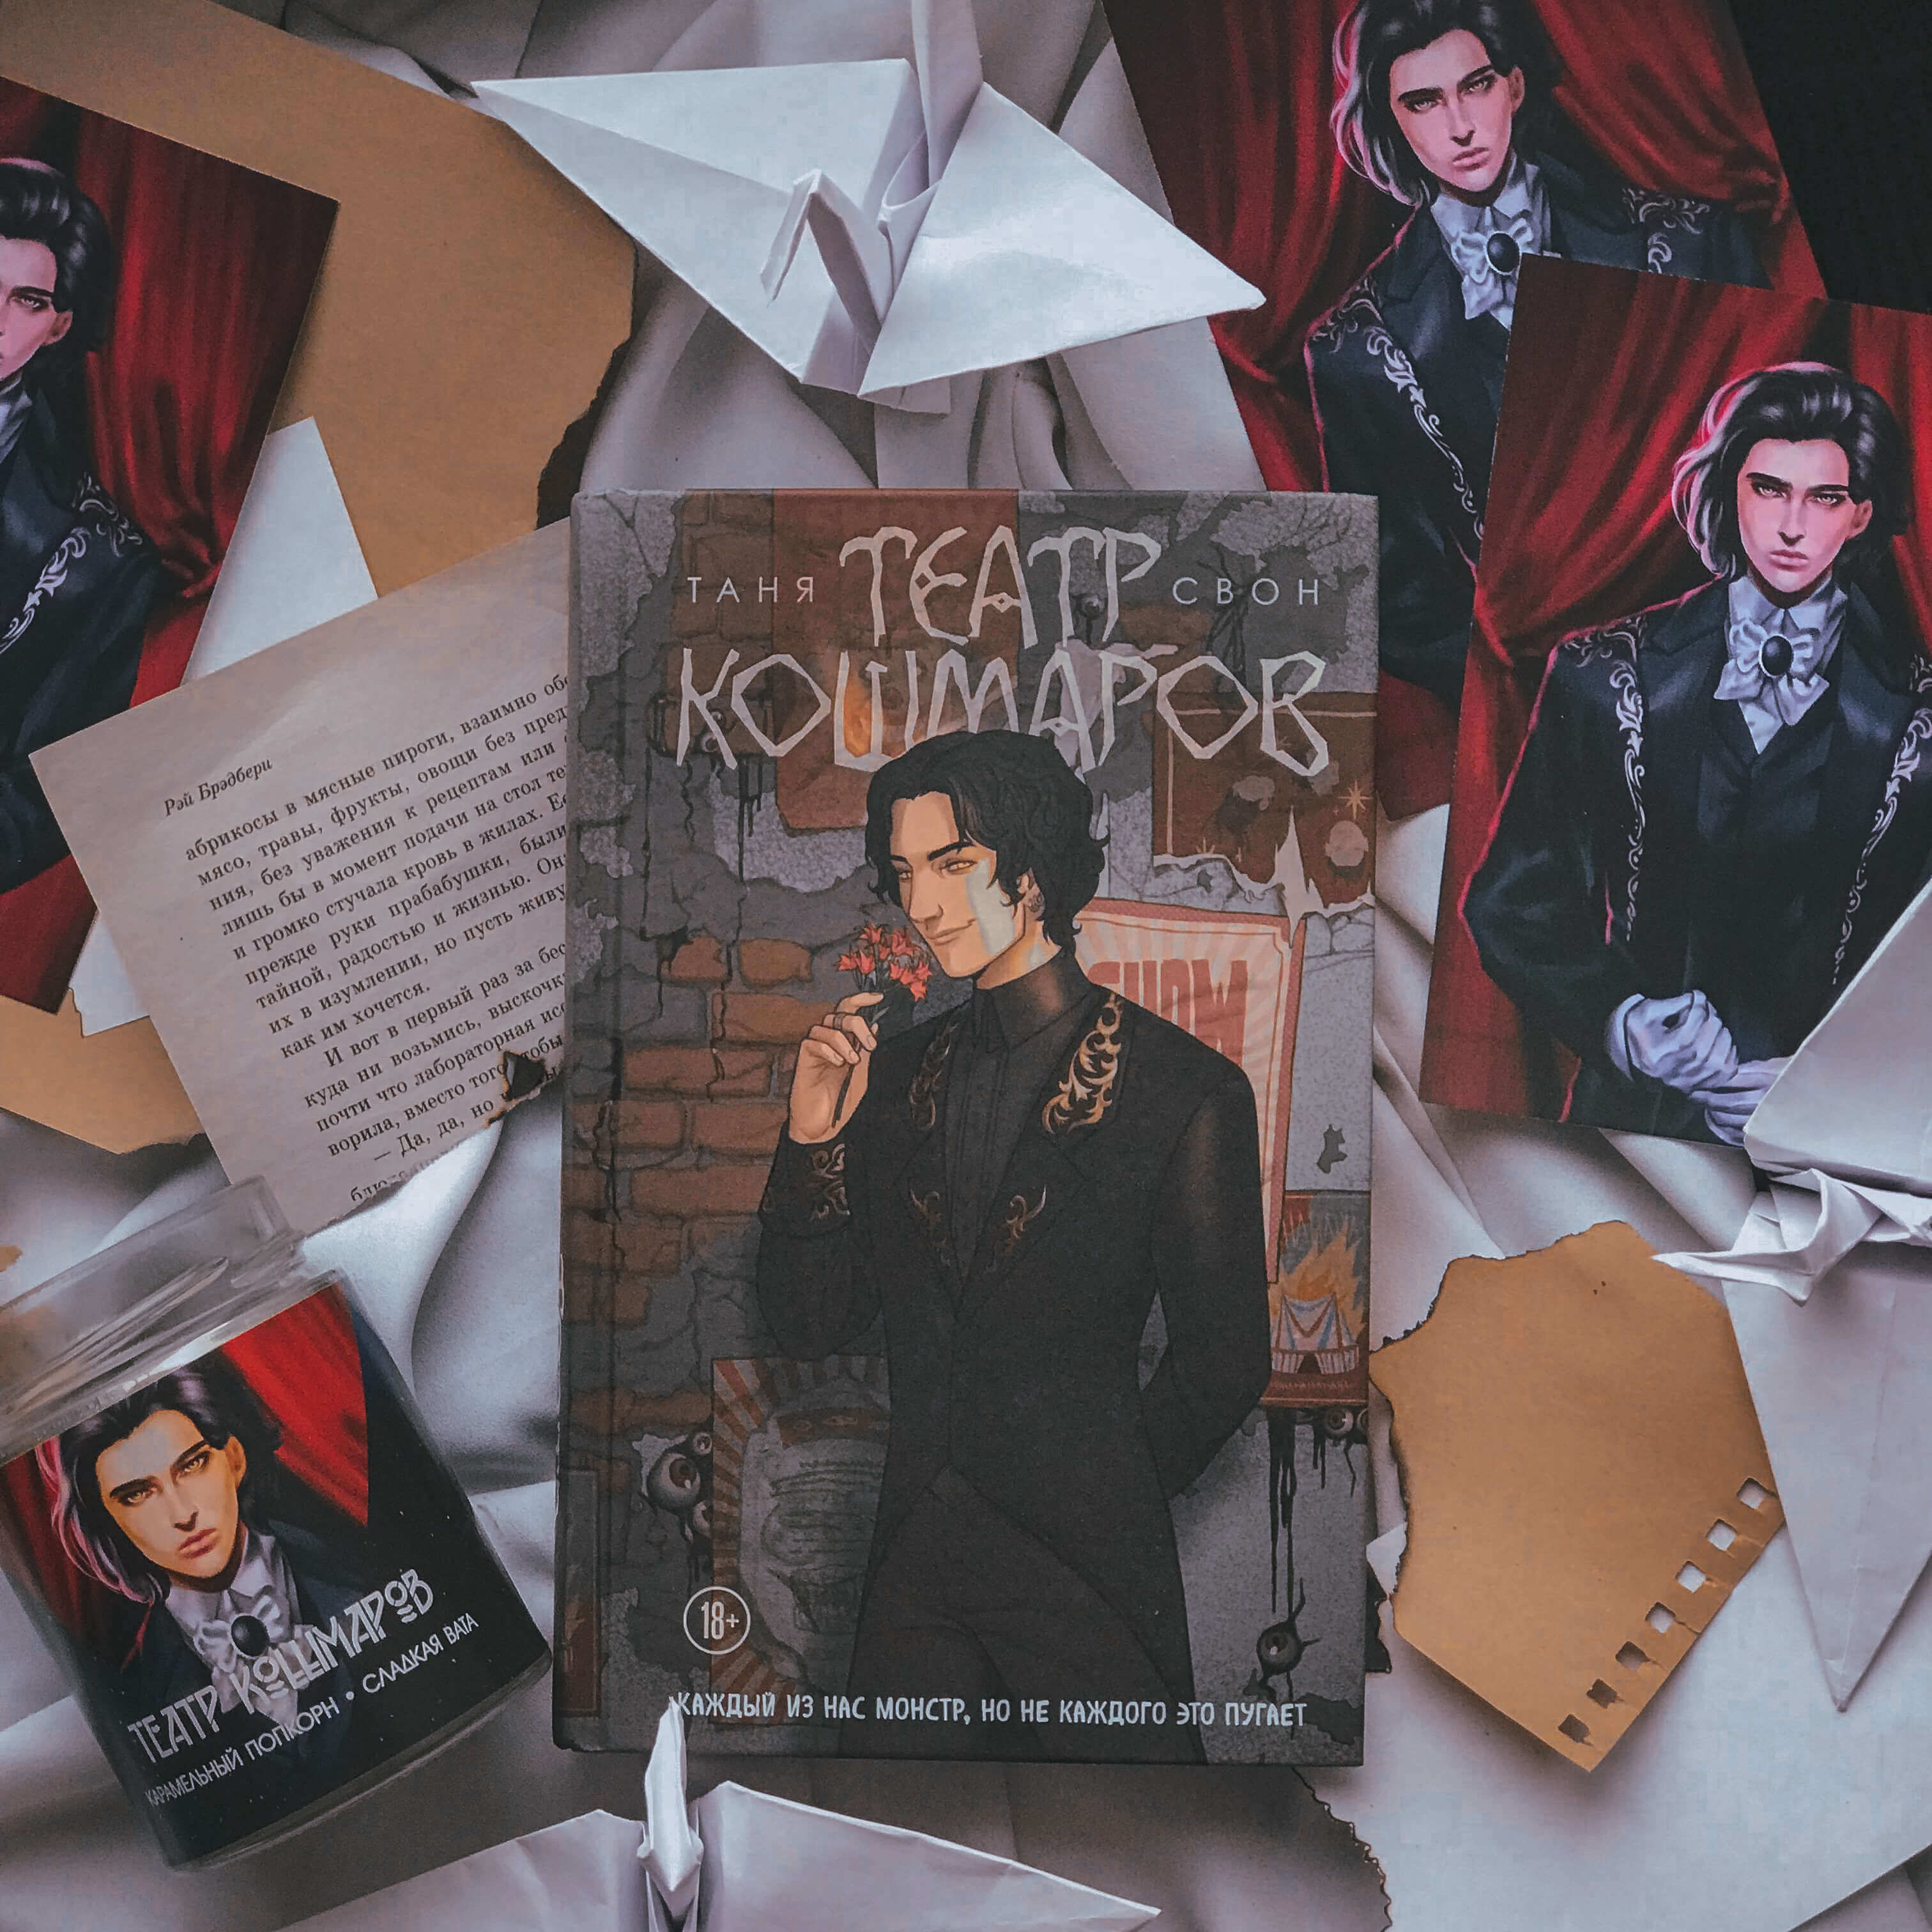 ТАНЯ ТЕАТР СВОН
КОШМАРОВ
18+
КАЖДЫЙ ИЗ НАС МОНСТР, НО НЕ КАЖДОГО ЭТО ПУГАЕТ
Рэй Брэдбери
абрикосы в мясные пироги, взаимно
мясо, травы, фрукты, овощи без
ния, без уважения к рецептам или
лишь бы в момент подачи на стол
и громко стучала кровь в жилах.
прежде руки прабабушки, были
тайной, радостью и жизнью.
их в изумлении, но пусть
как им хочется.
И вот в первый раз за
куда ни возьмись,
почти что лабораторная
ворила, вместо
— Да, да, но
ТЕАТР КОШМАРОВ
КАРАМЕЛЬНЫЙ ПОПКОРН • СЛАДКАЯ ВАТА